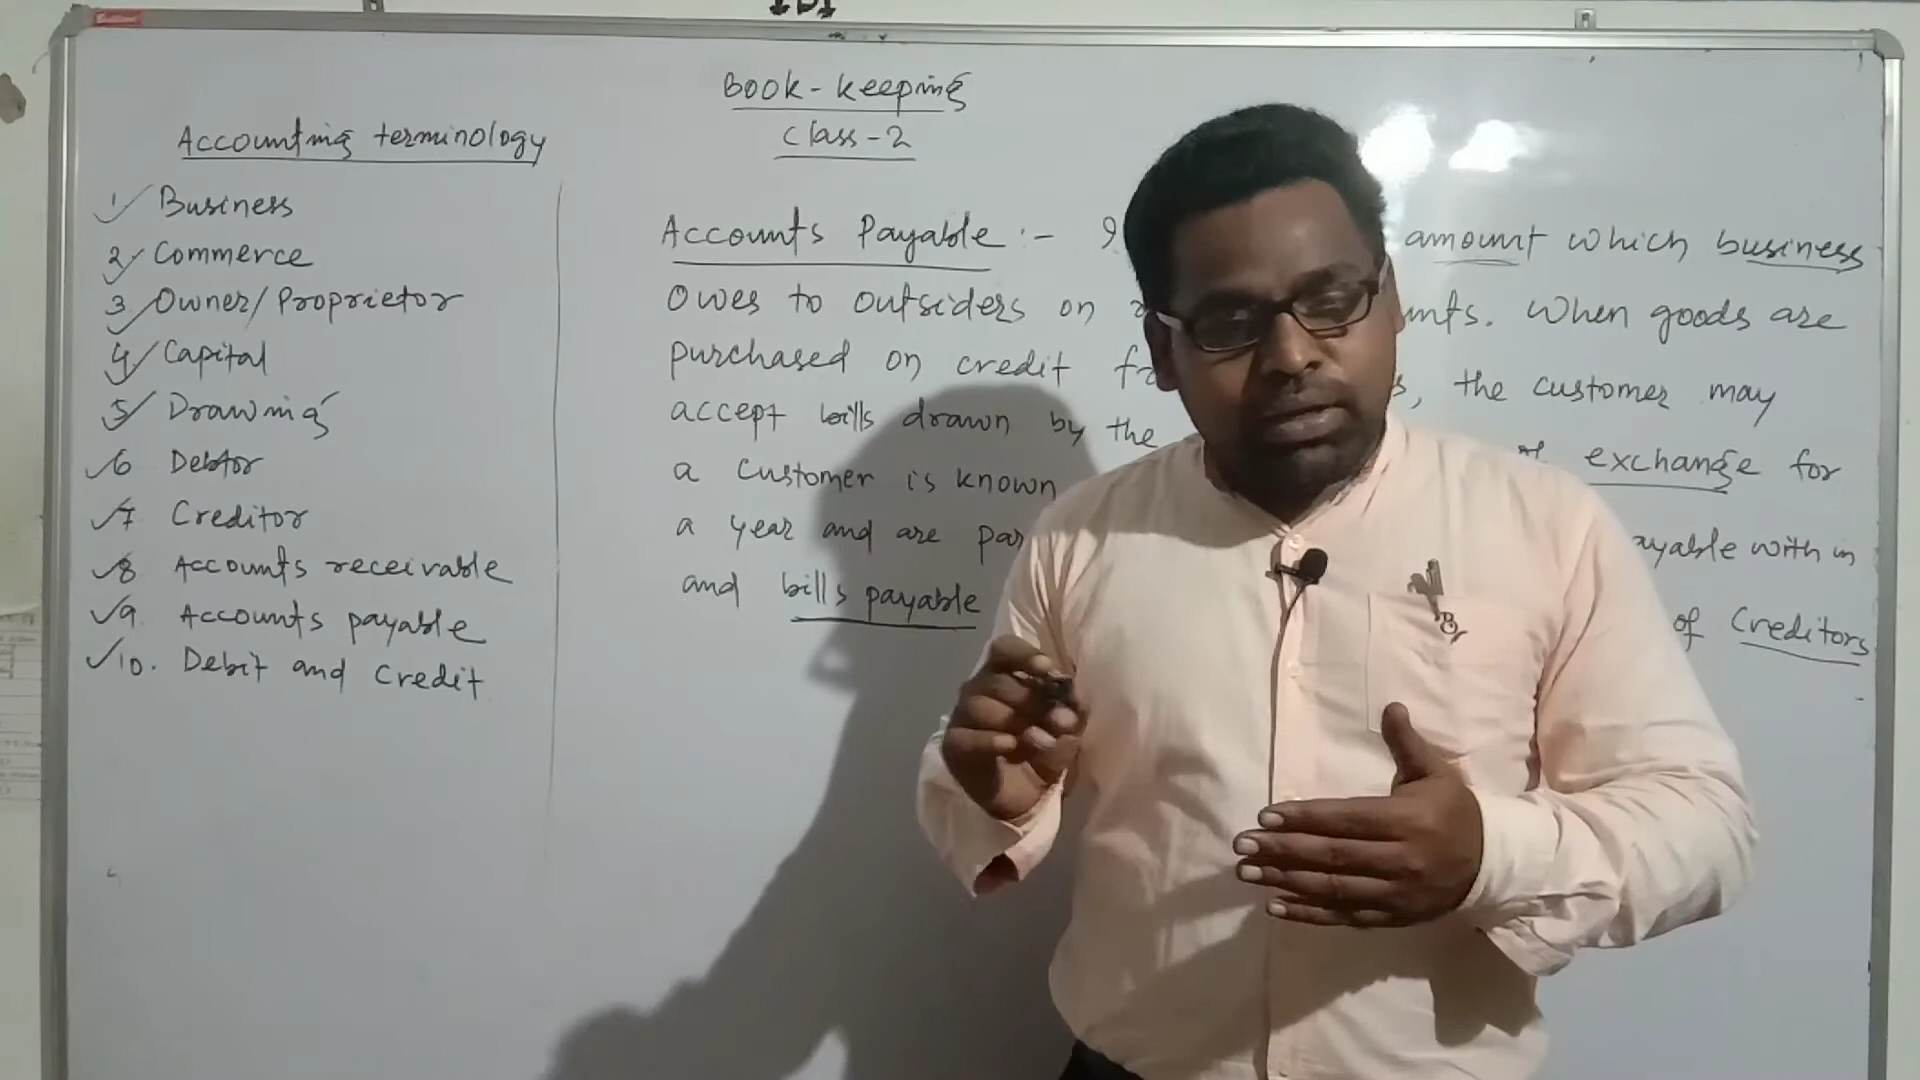 Book-keeping
Class-2
Accounting terminology
1 Business
2 Commerce
3 Owner/Proprietor
4 Capital
5 Drawing
6 Debtor
7 Creditor
8 Accounts receivable
9. Accounts payable
10. Debit and Credit
Accounts Payable :- amount which business
owes to outsiders on When goods are
purchased on credit the customer may
accept bills drawn by the exchange for
a customer is known ayable with in
a year and are of Creditors
and bills payable